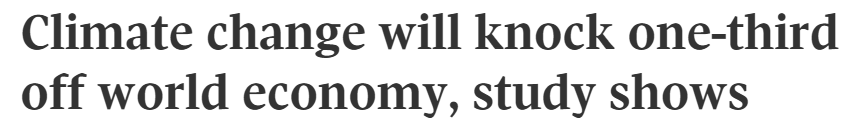 Climate change will knock one-third
off world economy, study shows